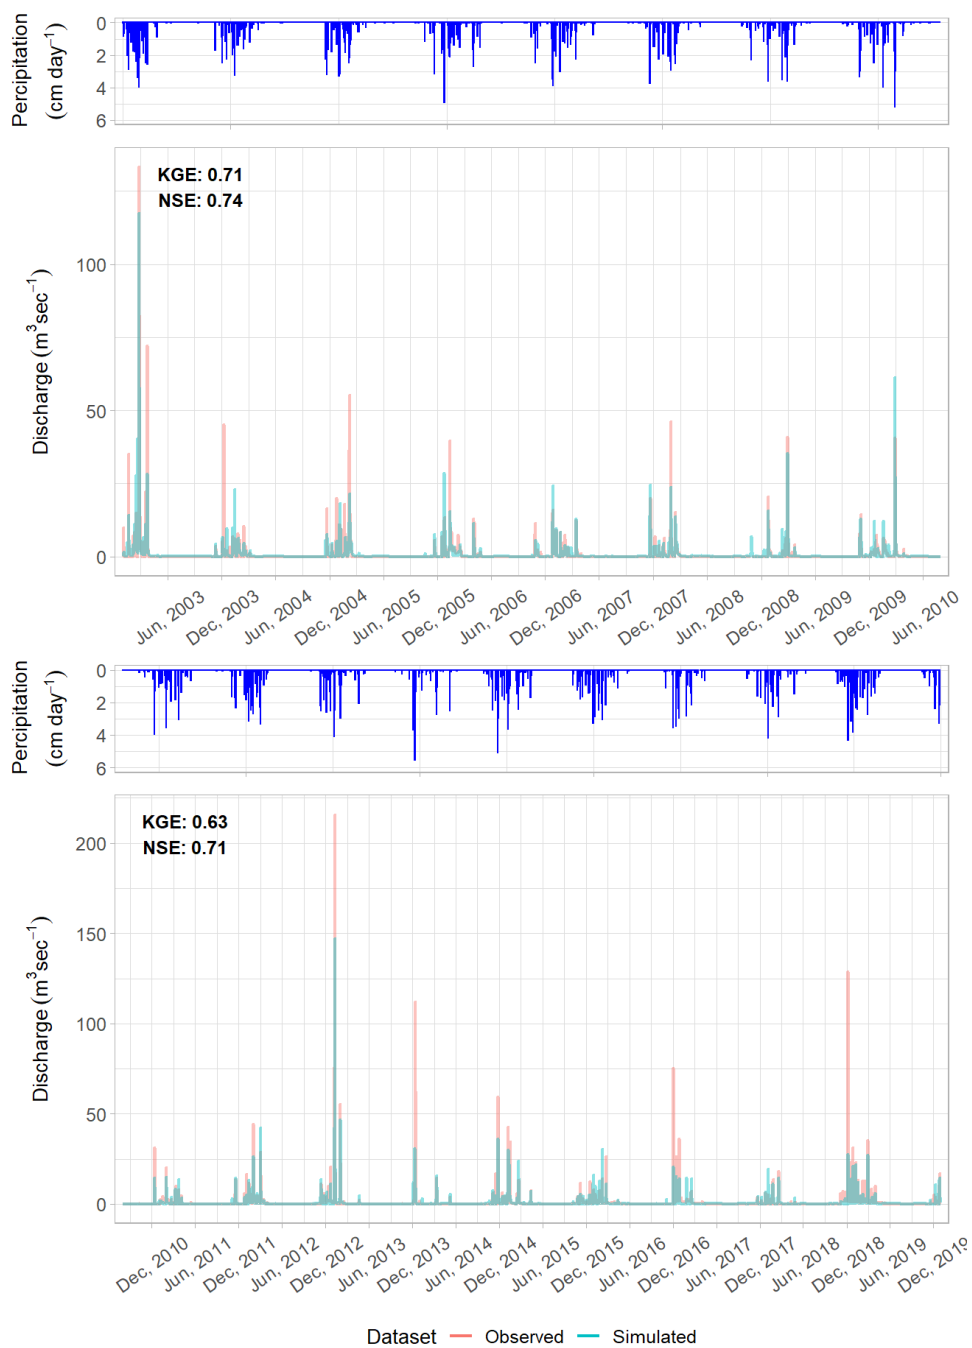 Percipitation
(cm day⁻¹)
0
2
4
6
KGE: 0.71
NSE: 0.74
Discharge (m³sec⁻¹)
100
50
0
Jun, 2003
Dec, 2003
Jun, 2004
Dec, 2004
Jun, 2005
Dec, 2005
Jun, 2006
Dec, 2006
Jun, 2007
Dec, 2007
Jun, 2008
Dec, 2008
Jun, 2009
Dec, 2009
Jun, 2010
Percipitation
(cm day⁻¹)
0
2
4
6
KGE: 0.63
NSE: 0.71
Discharge (m³sec⁻¹)
200
150
100
50
0
Dec, 2010
Jun, 2011
Dec, 2011
Jun, 2012
Dec, 2012
Jun, 2013
Dec, 2013
Jun, 2014
Dec, 2014
Jun, 2015
Dec, 2015
Jun, 2016
Dec, 2016
Jun, 2017
Dec, 2017
Jun, 2018
Dec, 2018
Jun, 2019
Dec, 2019
Dataset Observed Simulated